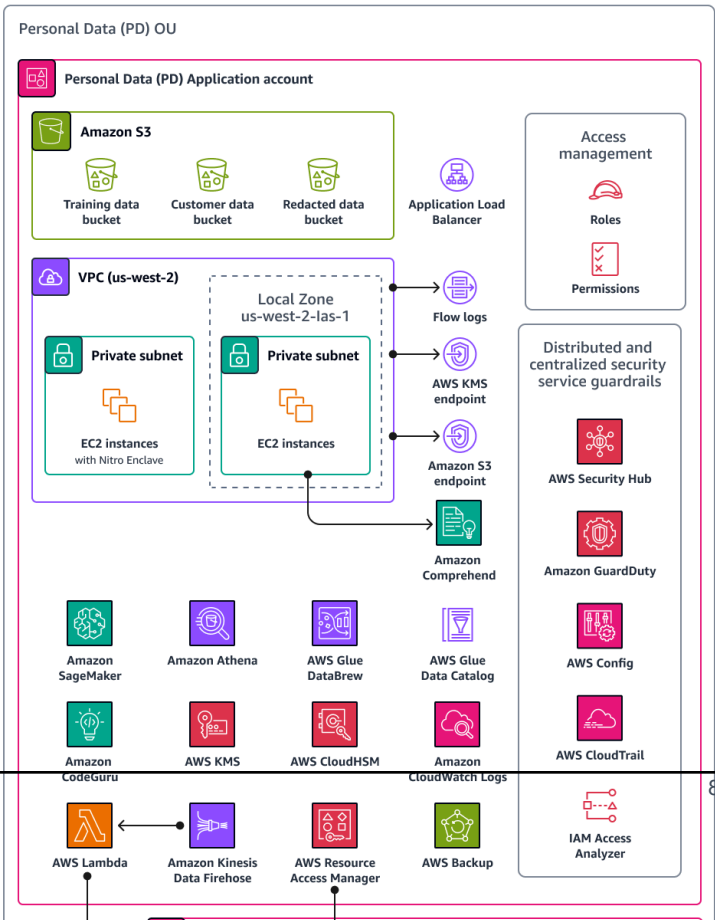 Personal Data (PD) OU
Personal Data (PD) Application account
Amazon S3
Training data
bucket
Customer data
bucket
Redacted data
bucket
Application Load
Balancer
Access
management
Roles
Permissions
VPC (us-west-2)
Local Zone
us-west-2-las-1
Private subnet
EC2 instances
with Nitro Enclave
Private subnet
EC2 instances
Flow logs
AWS KMS
endpoint
Amazon S3
endpoint
Amazon
Comprehend
Distributed and
centralized security
service guardrails
AWS Security Hub
Amazon GuardDuty
AWS Config
AWS CloudTrail
IAM Access
Analyzer
Amazon
SageMaker
Amazon Athena
AWS Glue
DataBrew
AWS Glue
Data Catalog
Amazon
CodeGuru
AWS KMS
AWS CloudHSM
Amazon
CloudWatch Logs
AWS Lambda
Amazon Kinesis
Data Firehose
AWS Resource
Access Manager
AWS Backup